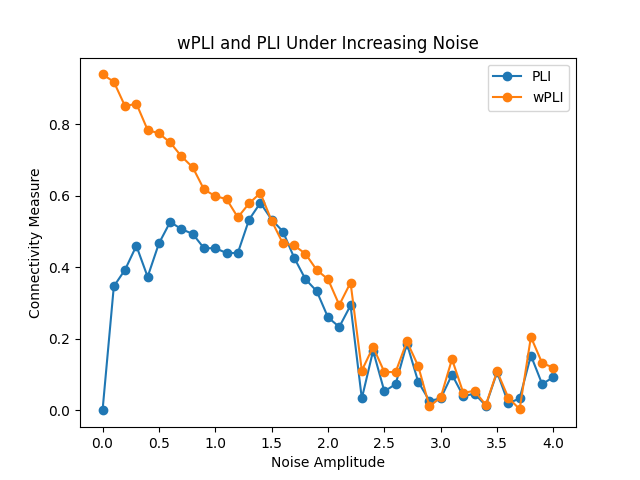 wPLI and PLI Under Increasing Noise
PLI
wPLI
Connectivity Measure
0.8
0.6
0.4
0.2
0.0
0.0 0.5 1.0 1.5 2.0 2.5 3.0 3.5 4.0
Noise Amplitude